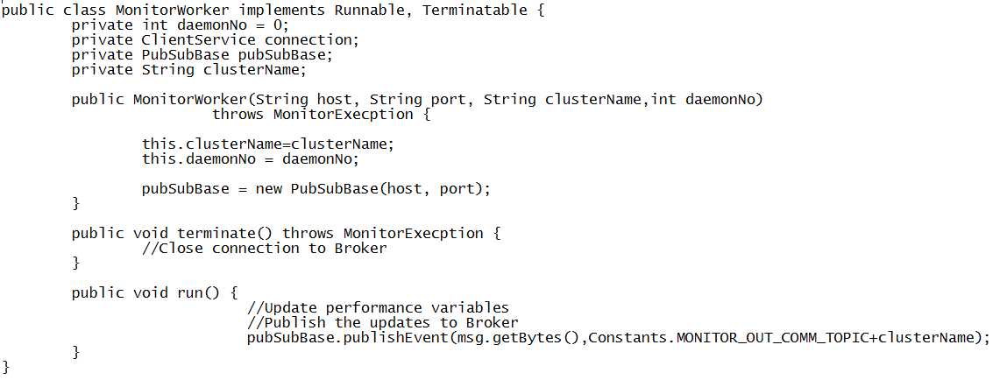 public class MonitorWorker implements Runnable, Terminatable {
private int daemonNo = 0;
private ClientService connection;
private PubSubBase pubSubBase;
private String clusterName;
public MonitorWorker(String host, String port, String clusterName,int daemonNo)
throws MonitorExecption {
this.clusterName=clusterName;
this.daemonNo = daemonNo;
pubSubBase = new PubSubBase(host, port);
}
public void terminate() throws MonitorExecption {
//Close connection to Broker
}
public void run() {
//Update performance variables
//Publish the updates to Broker
pubSubBase.publishEvent(msg.getBytes(),Constants.MONITOR_OUT_COMM_TOPIC+clusterName);
}
}